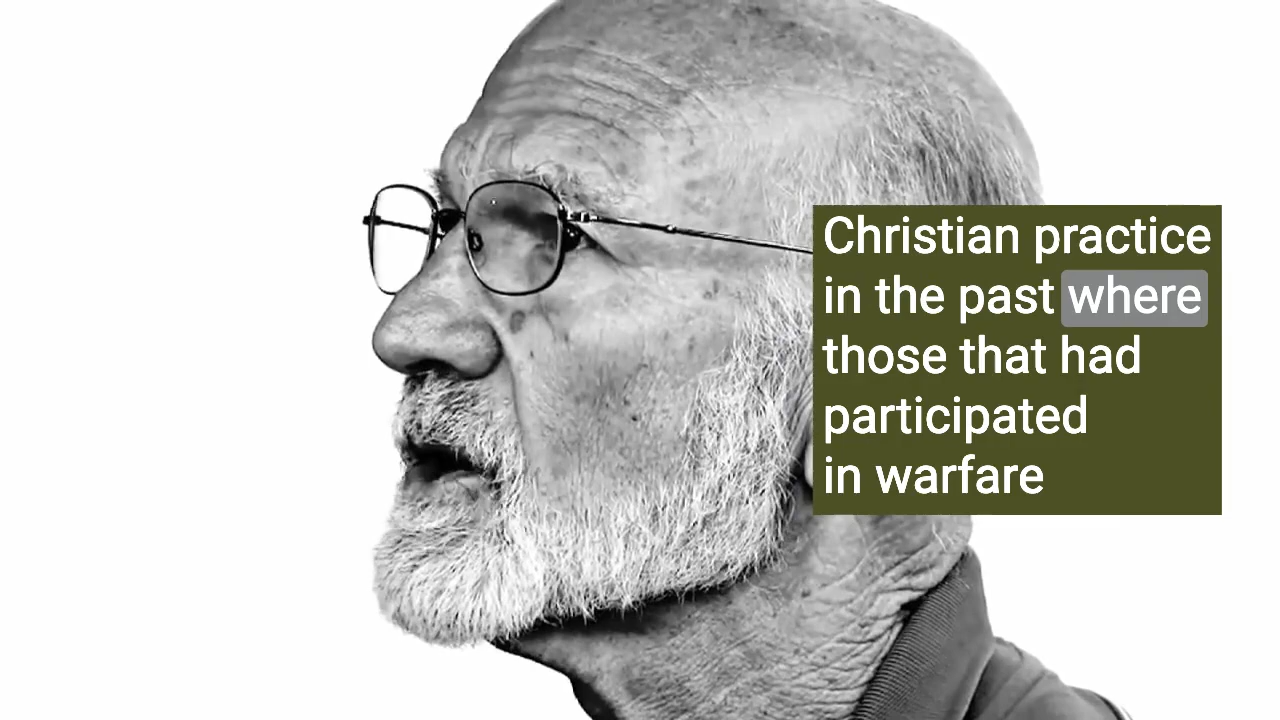 Christian practice
in the past where
those that had
participated
in warfare